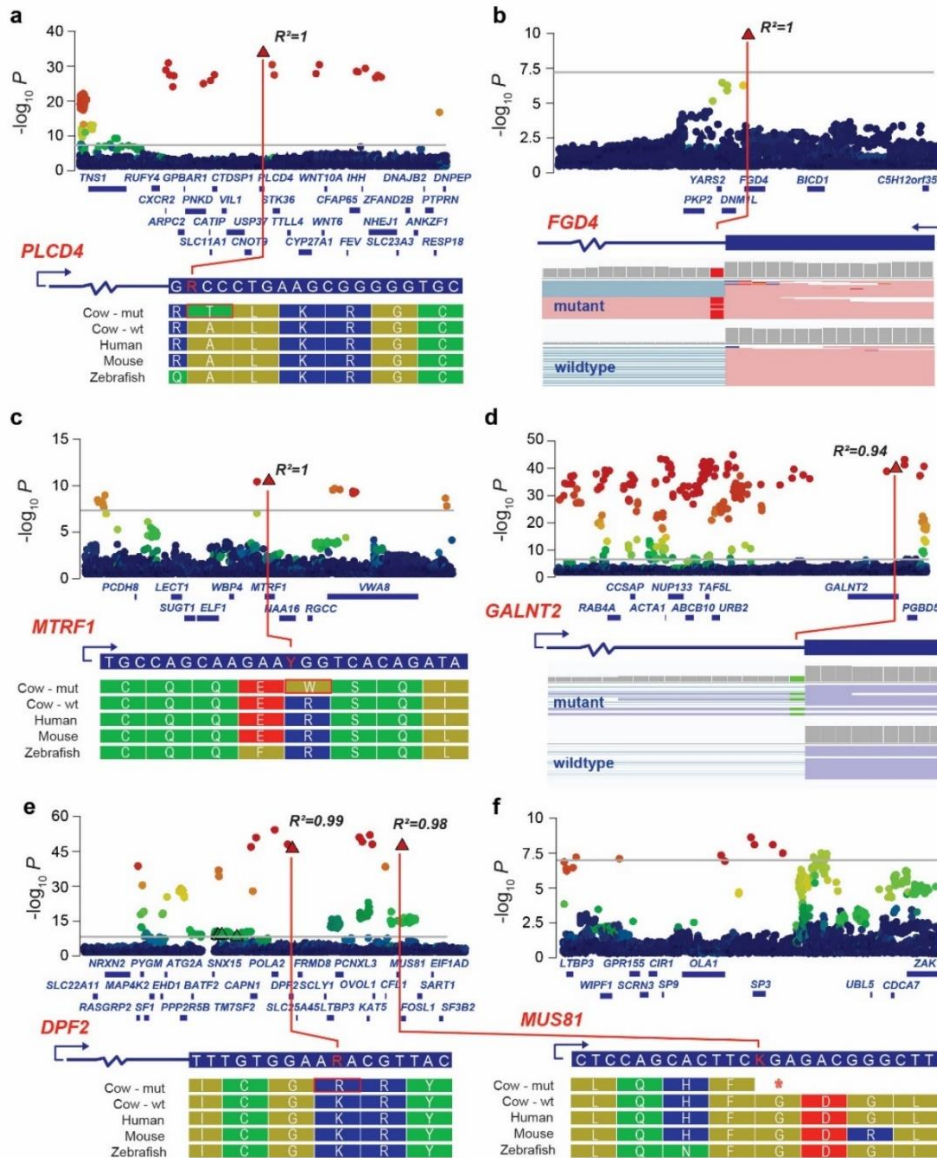 a
R²=1
-log₁₀ P
40
30
20
10
0
TNS1 RUFY4 GPBAR1 CTDSP1 PLCD4 WNT10A IHH DNAJB2 DNPEP
CXCR2 PNKD VIL1 STK36 CFAP65 ZFAND2B PTPRN
ARPC2 CATIP USP37 TTLL4 WNT6 NHEJ1 ANKZF1
SLC11A1 CNOT9 CYP27A1 FEV SLC23A3 RESP18
PLCD4
GRCCCTGAAGCGGGGGTGC
Cow - mut R T L K R G C
Cow - wt R A L K R G C
Human R A L K R G C
Mouse R A L K R G C
Zebrafish Q A L K R G C
b
R²=1
-log₁₀ P
10
7.5
5
2.5
0
YARS2 FGD4 BICD1 C5H12orf35
PKP2 DNM1L
FGD4
mutant
wildtype
c
R²=1
-log₁₀ P
15
10
5
0
PCDH8 LECT1 WBP4 MTRF1 VWA8
SUGT1 ELF1 NAA16 RGCC
MTRF1
TGCCAGCAAGAAYGGTCACAGATA
Cow - mut C Q Q E W S Q I
Cow - wt C Q Q E R S Q I
Human C Q Q E R S Q I
Mouse C Q Q E R S Q L
Zebrafish C Q Q F R S Q L
d
R²=0.94
-log₁₀ P
50
40
30
20
10
0
CCSAP NUP133 TAF5L GALNT2
RAB4A ACTA1 ABCB10 URB2 PGBD5
GALNT2
mutant
wildtype
e
R²=0.99
R²=0.98
-log₁₀ P
60
45
30
15
0
NRXN2 PYGM ATG2A SNX15 POLA2 FRMD8 PCNXL3 MUS81 EIF1AD
SLC22A11 MAP4K2 EHD1 BATF2 CAPN1 DPF2 SCLY1 OVOL1 CFL1 SART1
RASGRP2 SF1 PPP2R5B TM7SF2 SLC25A45 LTBP3 KAT5 FOSL1 SF3B2
DPF2
TTTGTGGAARACGTTAC
Cow - mut I C G R R Y
Cow - wt I C G K R Y
Human I C G K R Y
Mouse I C G K R Y
Zebrafish I C G K R Y
f
-log₁₀ P
10
7.5
5
2.5
0
LTBP3 GPR155 CIR1 OLA1 ZAK
WIPF1 SCRN3 SP9 SP3 UBL5 CDCA7
MUS81
CTCCAGCACTTCKGAGACGGGCTT
Cow - mut L Q H F *
Cow - wt L Q H F G D G L
Human L Q H F G D G L
Mouse L Q H F G D R L
Zebrafish L Q N F G D G I